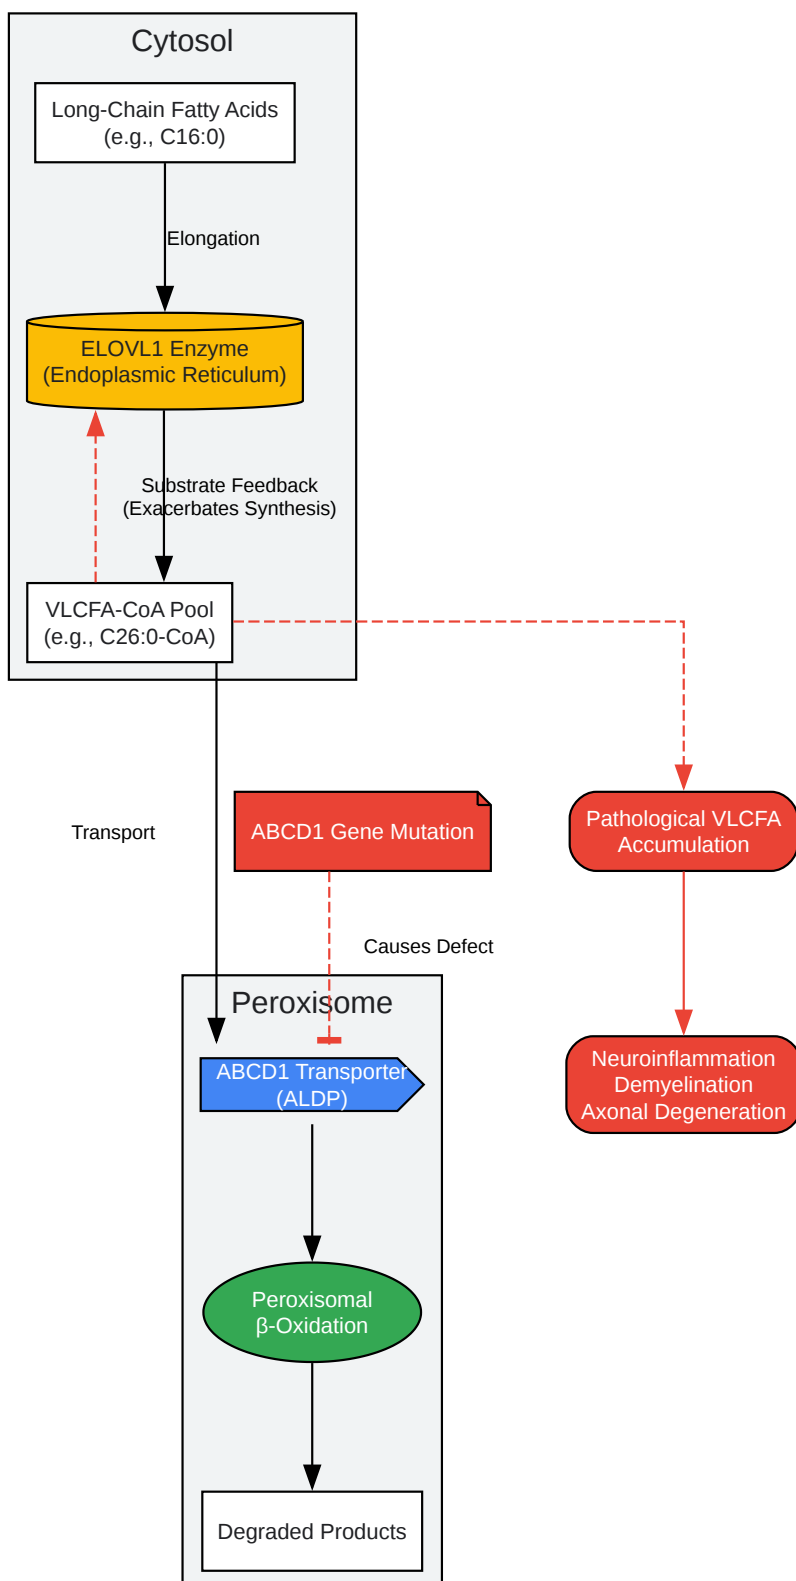 Cytosol
Long-Chain Fatty Acids
(e.g., C16:0)
Elongation
ELOVL1 Enzyme
(Endoplasmic Reticulum)
Substrate Feedback
(Exacerbates Synthesis)
VLCFA-CoA Pool
(e.g., C26:0-CoA)
Transport
ABCD1 Gene Mutation
Pathological VLCFA
Accumulation
Causes Defect
Peroxisome
ABCD1 Transporter
(ALDP)
Neuroinflammation
Demyelination
Axonal Degeneration
Peroxisomal
β-Oxidation
Degraded Products